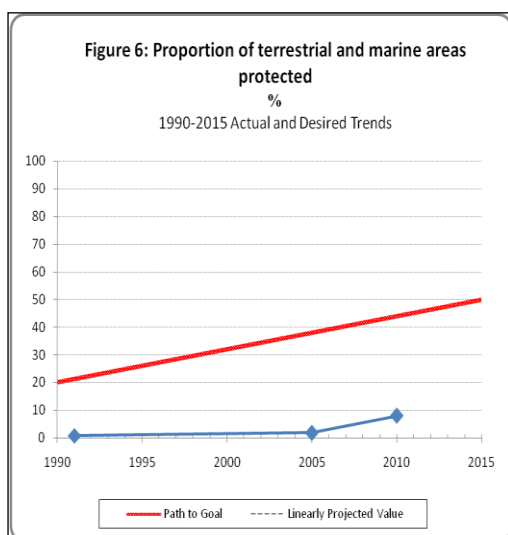 Figure 6: Proportion of terrestrial and marine areas
protected
%
1990-2015 Actual and Desired Trends
100
90
80
70
60
50
40
30
20
10
0
1990 1995 2000 2005 2010 2015
Path to Goal Linearly Projected Value